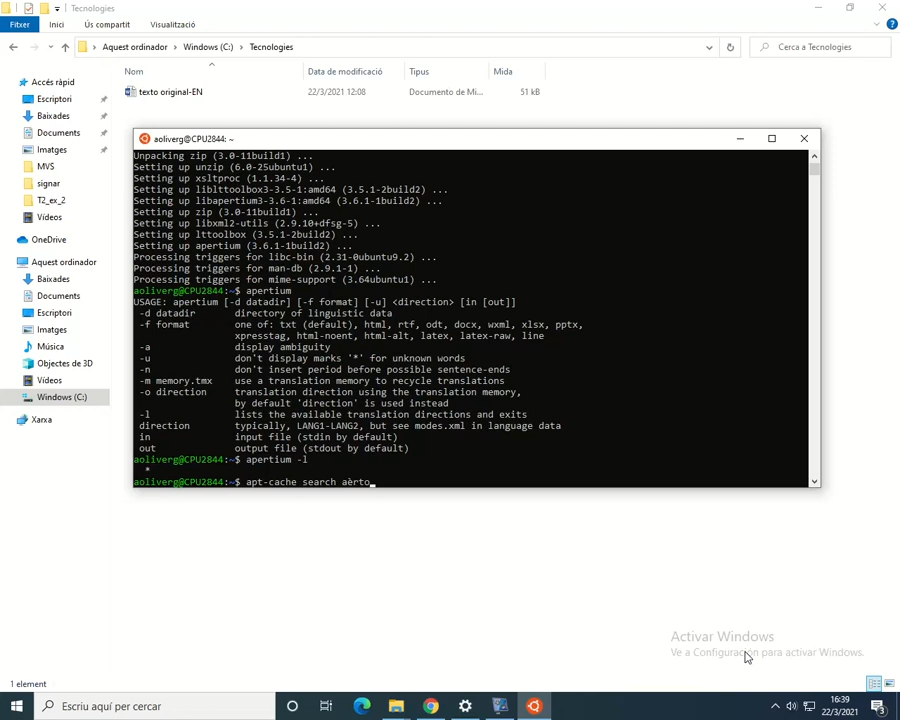 Tecnologies
Fitxer Inici Ús compartit Visualització
Aquest ordinador > Windows (C:) > Tecnologies
Cerca a Tecnologies
Nom Data de modificació Tipus Mida
texto original-EN 22/3/2021 12:08 Documento de Mi... 51 kB
Accés ràpid
Escriptori
Baixades
Documents
Imatges
MVS
signar
T2_ex_2
Vídeos
OneDrive
Aquest ordinador
Baixades
Documents
Escriptori
Imatges
Música
Objectes de 3D
Vídeos
Windows (C:)
Xarxa
aoliverg@CPU2844: ~
Unpacking zip (3.0-11build1) ...
Setting up unzip (6.0-25ubuntu1) ...
Setting up xsltproc (1.1.34-4) ...
Setting up liblttoolbox3-3.5-1:amd64 (3.5.1-2build2) ...
Setting up libapertium3-3.6-1:amd64 (3.6.1-1build2) ...
Setting up zip (3.0-11build1) ...
Setting up libxml2-utils (2.9.10+dfsg-5) ...
Setting up lttoolbox (3.5.1-2build2) ...
Setting up apertium (3.6.1-1build2) ...
Processing triggers for libc-bin (2.31-0ubuntu9.2) ...
Processing triggers for man-db (2.9.1-1) ...
Processing triggers for mime-support (3.64ubuntu1) ...
aoliverg@CPU2844:~$ apertium
USAGE: apertium [-d datadir] [-f format] [-u] <direction> [in [out]]
-d datadir directory of linguistic data
-f format one of: txt (default), html, rtf, odt, docx, wxml, xlsx, pptx,
xpresstag, html-noent, html-alt, latex, latex-raw, line
-a display ambiguity
-u don't display marks '*' for unknown words
-n don't insert period before possible sentence-ends
-m memory.tmx use a translation memory to recycle translations
-o direction translation direction using the translation memory,
by default 'direction' is used instead
-l lists the available translation directions and exits
direction typically, LANG1-LANG2, but see modes.xml in language data
in input file (stdin by default)
out output file (stdout by default)
aoliverg@CPU2844:~$ apertium -l
*
aoliverg@CPU2844:~$ apt-cache search aèrto
Activar Windows
Ve a Configuración para activar Windows.
1 element
Escriu aquí per cercar
16:39
22/3/2021
3